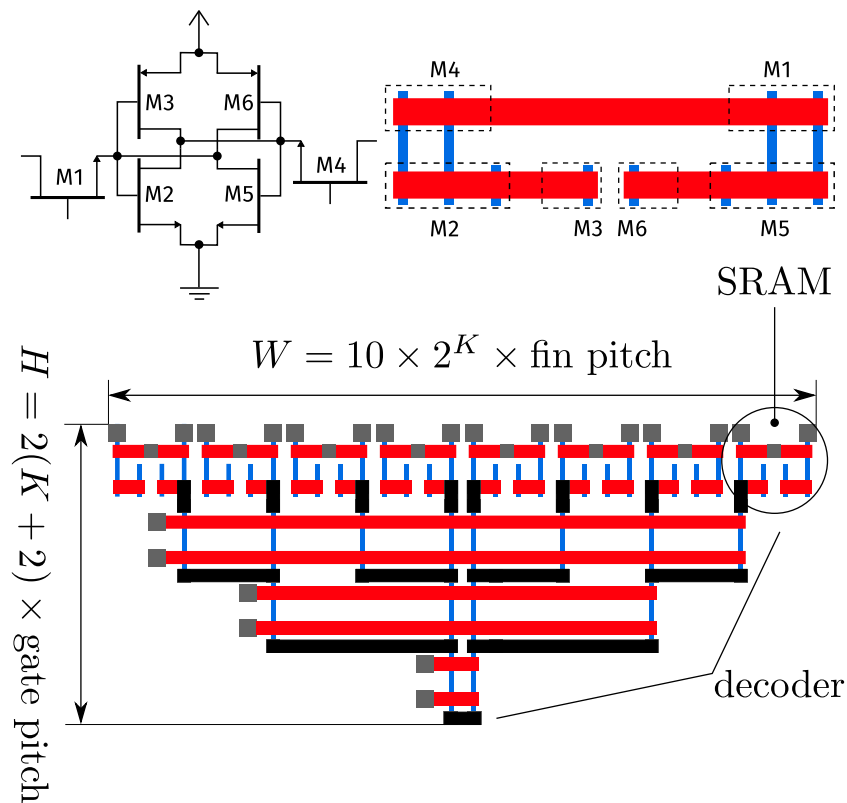 M3
M6
M1
M2
M5
M4
M4
M1
M2
M3
M6
M5
SRAM
W = 10 × 2^K × fin pitch
H = 2(K + 2) × gate pitch
decoder